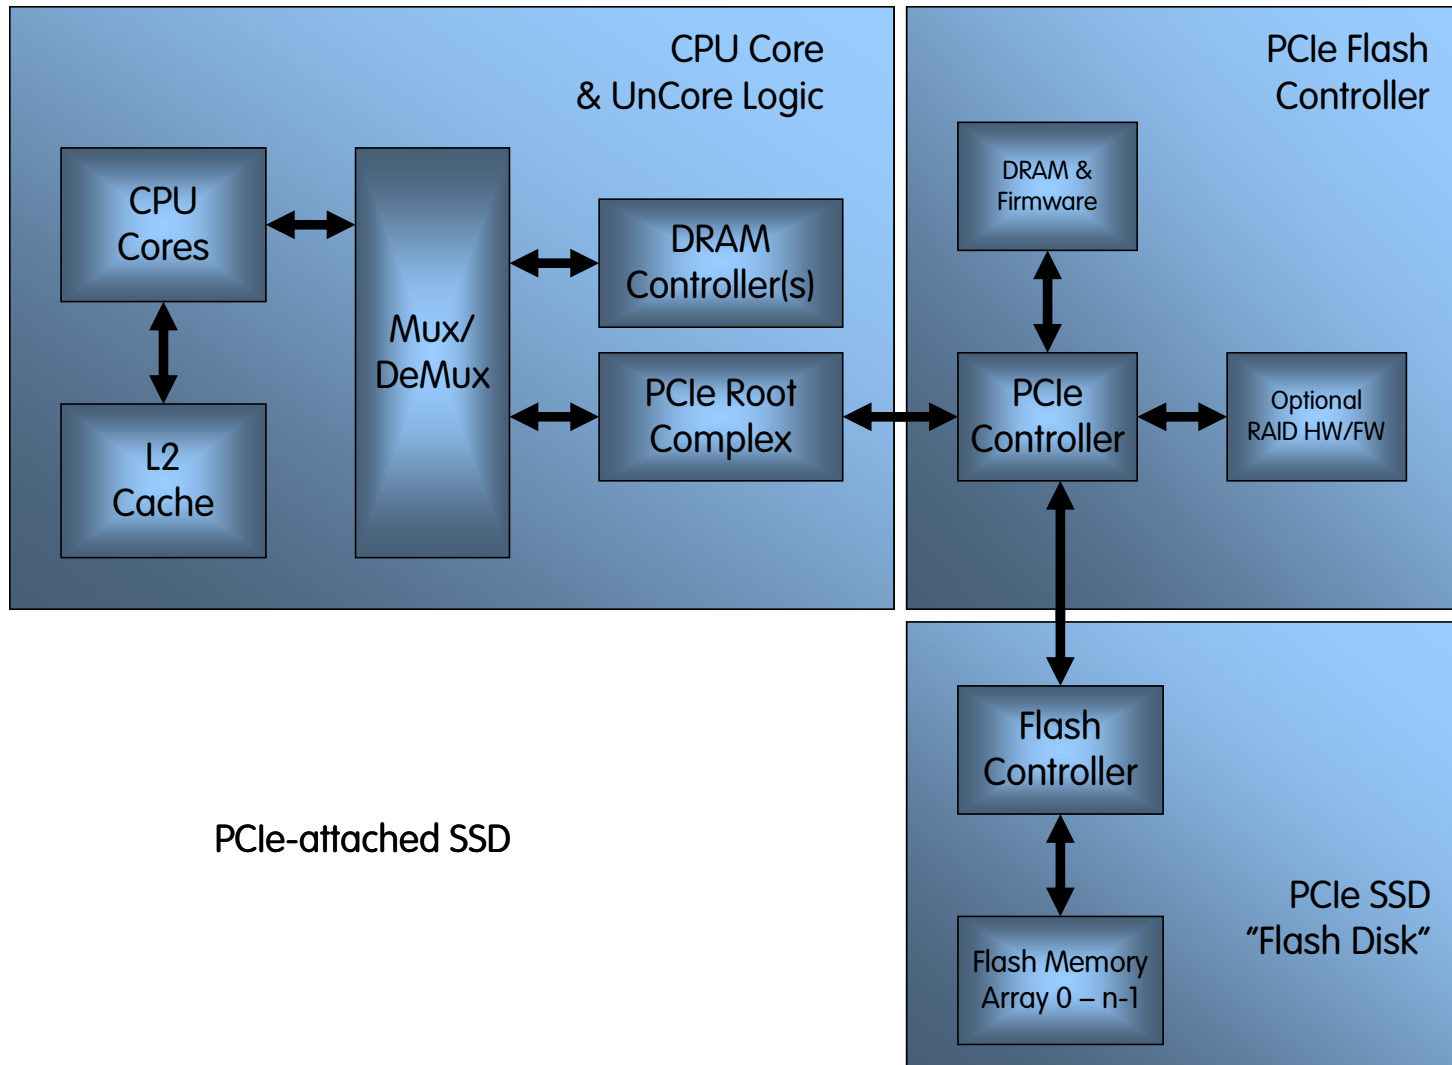 CPU Core
& UnCore Logic
CPU
Cores
L2
Cache
Mux/
DeMux
DRAM
Controller(s)
PCIe Root
Complex
PCIe Flash
Controller
DRAM &
Firmware
PCIe
Controller
Optional
RAID HW/FW
Flash
Controller
Flash Memory
Array 0 – n-1
PCIe SSD
"Flash Disk"
PCIe-attached SSD